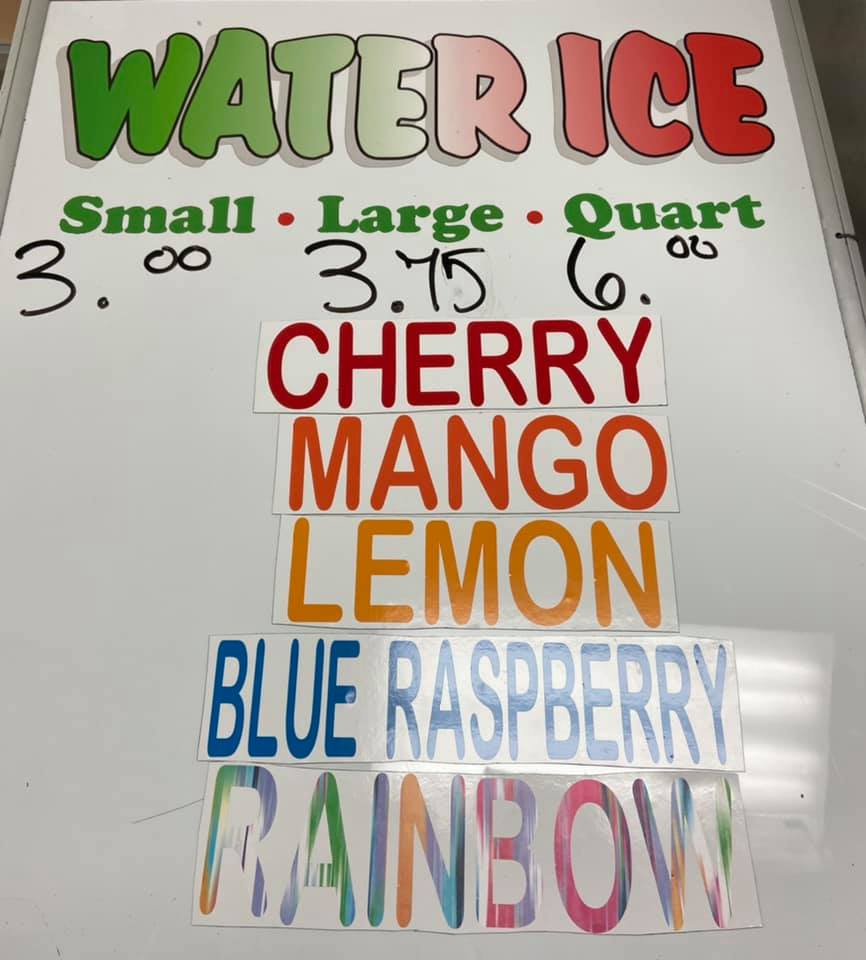 WATER ICE
Small • Large • Quart
3.00 3.75 6.00
CHERRY
MANGO
LEMON
BLUE RASPBERRY
RAINBOW